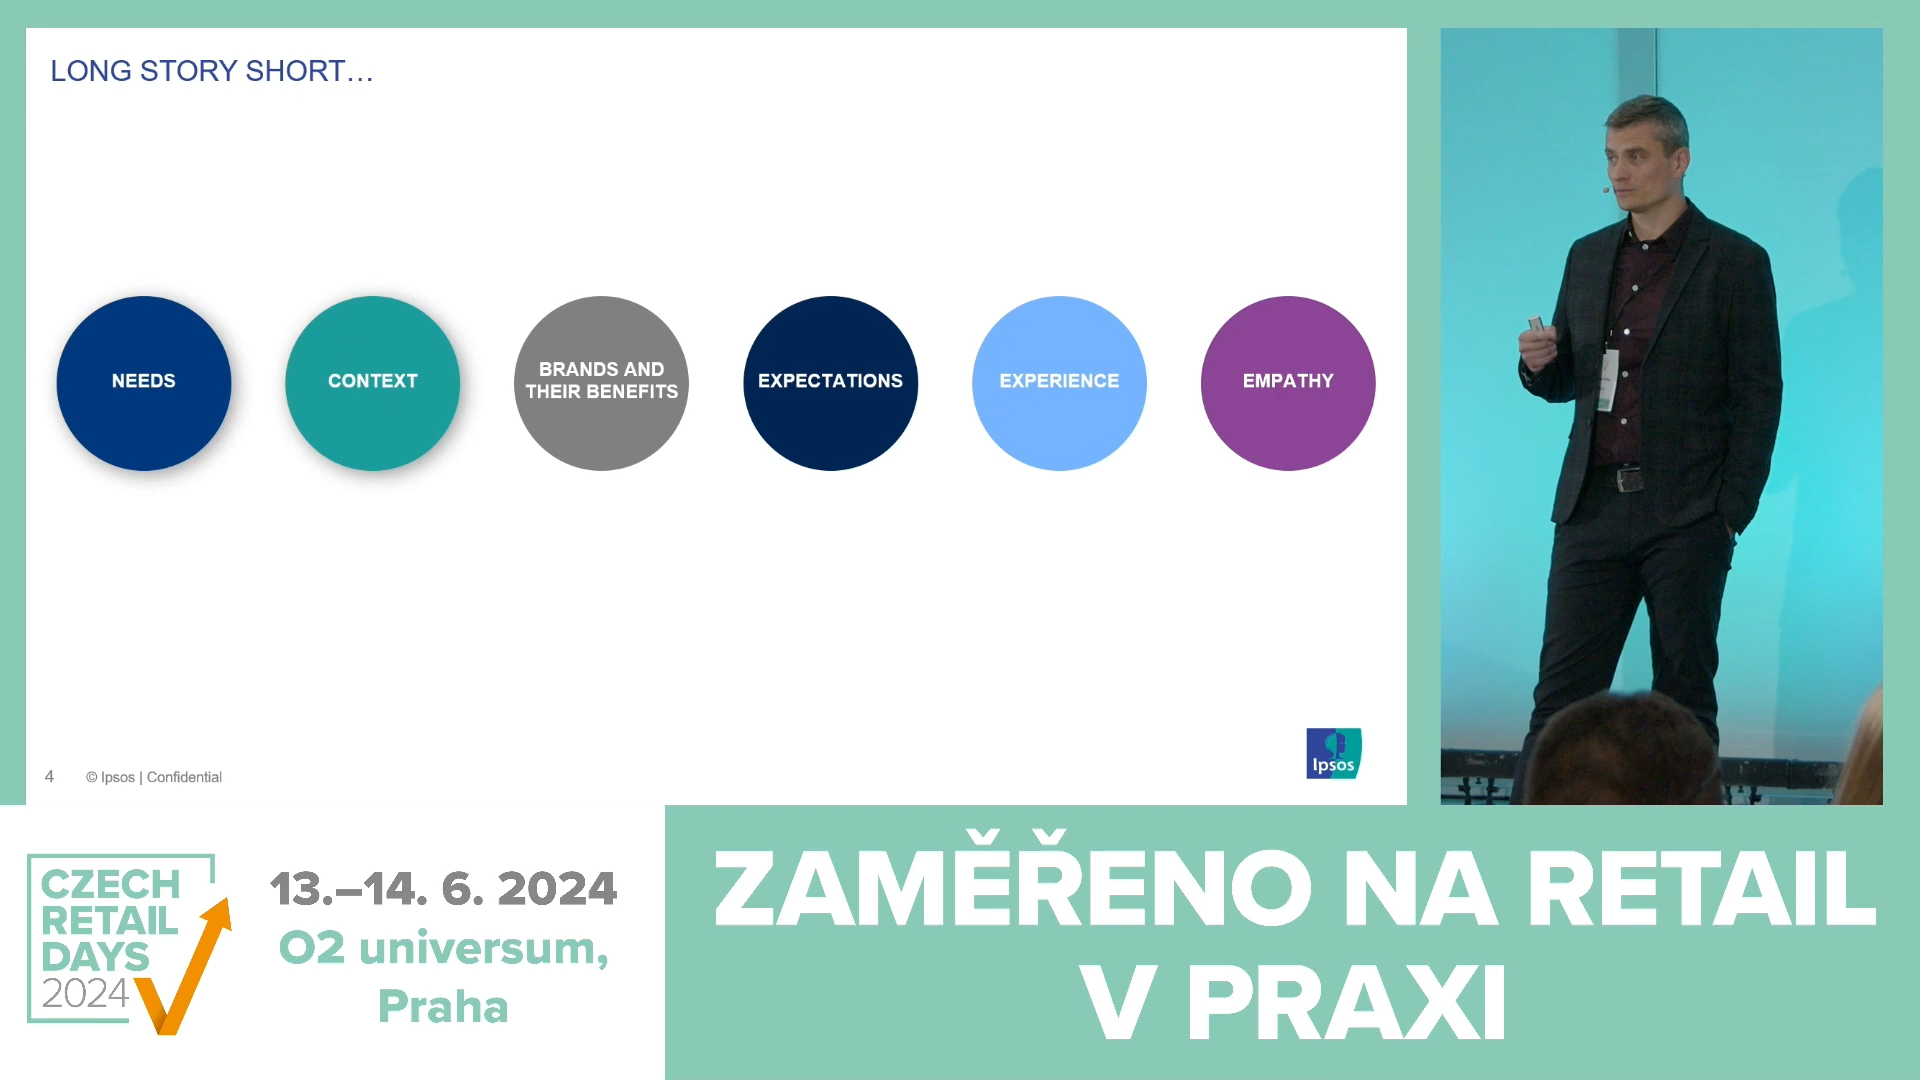 LONG STORY SHORT…
NEEDS
CONTEXT
BRANDS AND
THEIR BENEFITS
EXPECTATIONS
EXPERIENCE
EMPATHY
Ipsos
4
© Ipsos | Confidential
CZECH
RETAIL
DAYS
2024
13.–14. 6. 2024
O2 universum,
Praha
ZAMĚŘENO NA RETAIL
V PRAXI